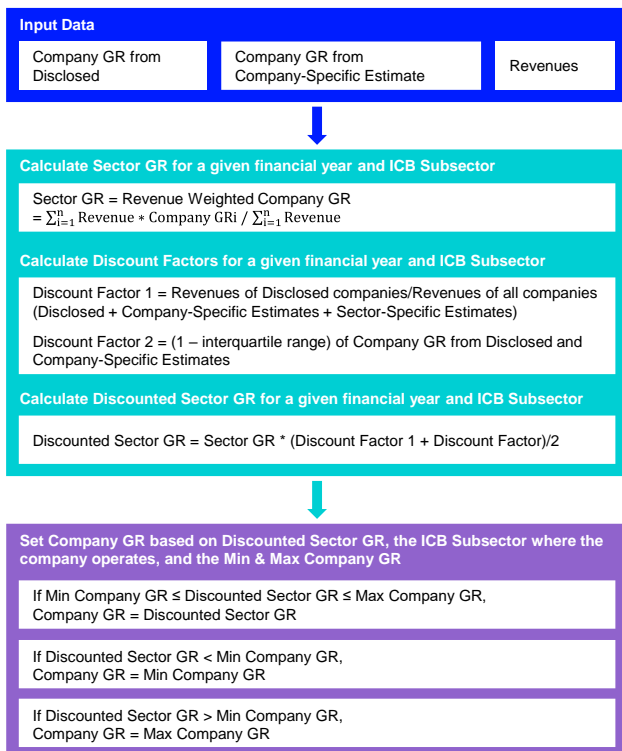 Input Data
Company GR from
Disclosed
Company GR from
Company-Specific Estimate
Revenues
Calculate Sector GR for a given financial year and ICB Subsector
Sector GR = Revenue Weighted Company GR
= ∑ⁿᵢ₌₁ Revenue ∗ Company GRi / ∑ⁿᵢ₌₁ Revenue
Calculate Discount Factors for a given financial year and ICB Subsector
Discount Factor 1 = Revenues of Disclosed companies/Revenues of all companies
(Disclosed + Company-Specific Estimates + Sector-Specific Estimates)
Discount Factor 2 = (1 – interquartile range) of Company GR from Disclosed and
Company-Specific Estimates
Calculate Discounted Sector GR for a given financial year and ICB Subsector
Discounted Sector GR = Sector GR * (Discount Factor 1 + Discount Factor)/2
Set Company GR based on Discounted Sector GR, the ICB Subsector where the
company operates, and the Min & Max Company GR
If Min Company GR ≤ Discounted Sector GR ≤ Max Company GR,
Company GR = Discounted Sector GR
If Discounted Sector GR < Min Company GR,
Company GR = Min Company GR
If Discounted Sector GR > Min Company GR,
Company GR = Max Company GR